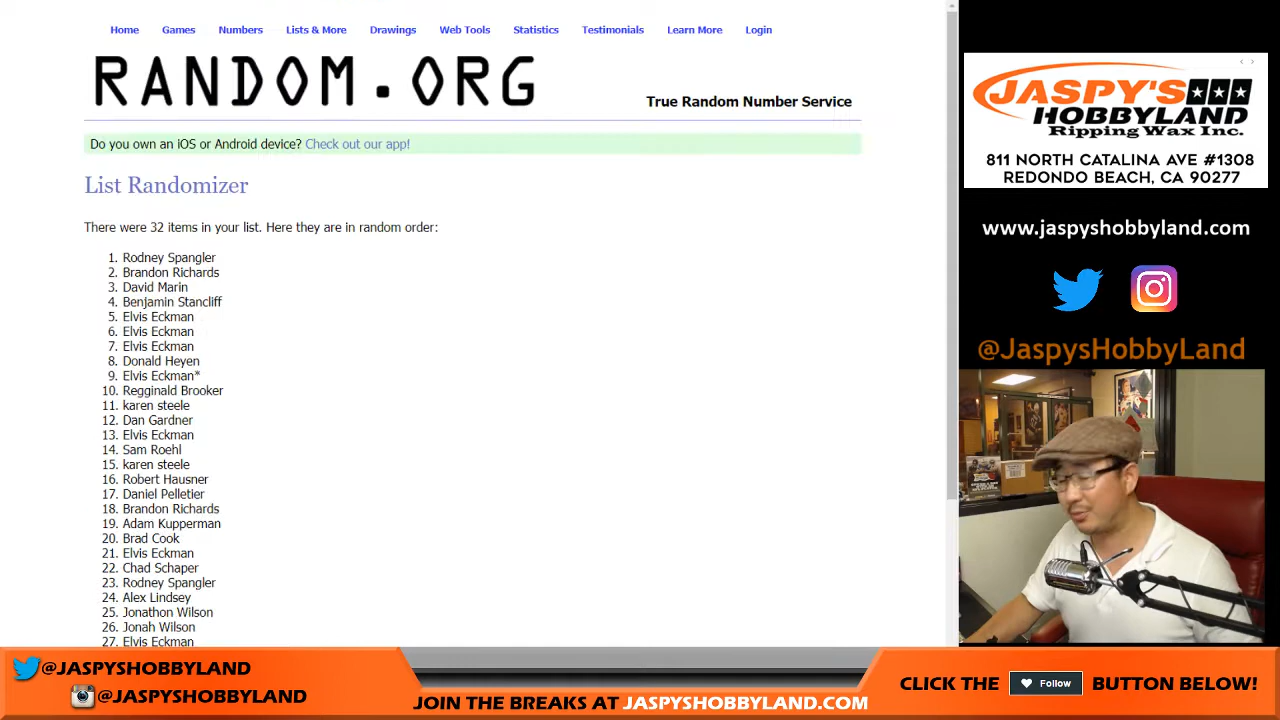 Home Games Numbers Lists & More Drawings Web Tools Statistics Testimonials Learn More Login
RANDOM.ORG
True Random Number Service
Do you own an iOS or Android device? Check out our app!
List Randomizer
There were 32 items in your list. Here they are in random order:
1. Rodney Spangler
2. Brandon Richards
3. David Marin
4. Benjamin Stancliff
5. Elvis Eckman
6. Elvis Eckman
7. Elvis Eckman
8. Donald Heyen
9. Elvis Eckman*
10. Regginald Brooker
11. karen steele
12. Dan Gardner
13. Elvis Eckman
14. Sam Roehl
15. karen steele
16. Robert Hausner
17. Daniel Pelletier
18. Brandon Richards
19. Adam Kupperman
20. Brad Cook
21. Elvis Eckman
22. Chad Schaper
23. Rodney Spangler
24. Alex Lindsey
25. Jonathon Wilson
26. Jonah Wilson
27. Elvis Eckman
JASPY'S
HOBBYLAND
Ripping Wax Inc.
811 NORTH CATALINA AVE #1308
REDONDO BEACH, CA 90277
www.jaspyshobbyland.com
@JaspysHobbyLand
@JASPYSHOBBYLAND
@JASPYSHOBBYLAND
JOIN THE BREAKS AT JASPYSHOBBYLAND.COM
CLICK THE Follow BUTTON BELOW!